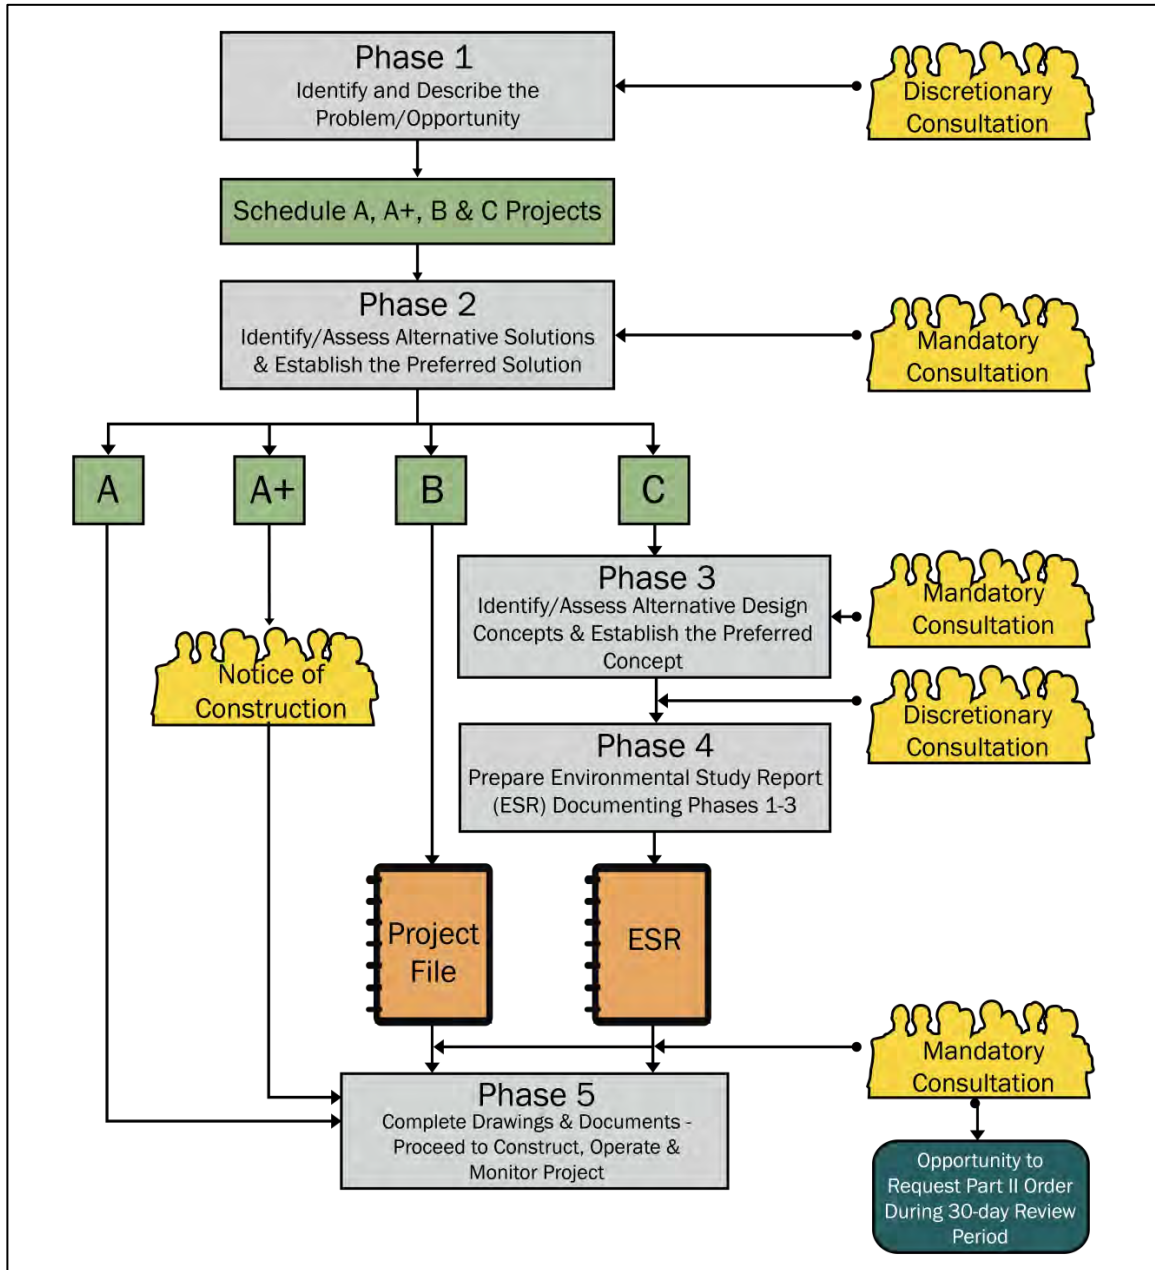 Phase 1
Identify and Describe the
Problem/Opportunity
Discretionary
Consultation
Schedule A, A+, B & C Projects
Phase 2
Identify/Assess Alternative Solutions
& Establish the Preferred Solution
Mandatory
Consultation
A
A+
B
C
Phase 3
Identify/Assess Alternative Design
Concepts & Establish the Preferred
Concept
Mandatory
Consultation
Notice of
Construction
Discretionary
Consultation
Phase 4
Prepare Environmental Study Report
(ESR) Documenting Phases 1-3
Project
File
ESR
Mandatory
Consultation
Phase 5
Complete Drawings & Documents -
Proceed to Construct, Operate &
Monitor Project
Opportunity to
Request Part II Order
During 30-day Review
Period